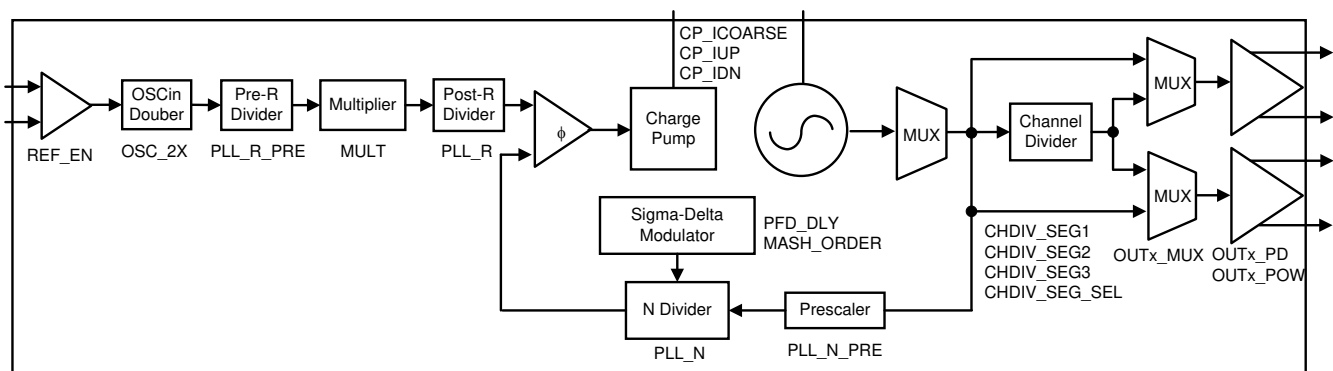 CP_ICOARSE
CP_IUP
CP_IDN
OSCin
Douber
Pre-R
Divider
Multiplier
Post-R
Divider
ϕ
Charge
Pump
MUX
Channel
Divider
MUX
MUX
REF_EN
OSC_2X
PLL_R_PRE
MULT
PLL_R
Sigma-Delta
Modulator
PFD_DLY
MASH_ORDER
CHDIV_SEG1
CHDIV_SEG2
CHDIV_SEG3
CHDIV_SEG_SEL
OUTx_MUX
OUTx_PD
OUTx_POW
N Divider
Prescaler
PLL_N
PLL_N_PRE